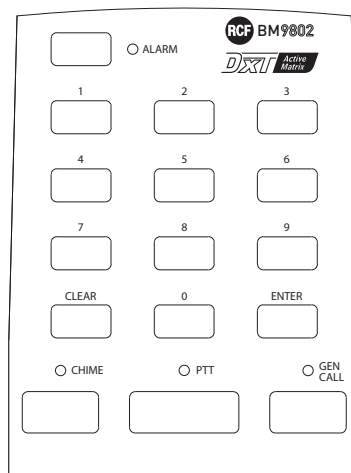 RCF BM9802
ALARM
DXT Active
Matrix
1 2 3
4 5 6
7 8 9
CLEAR 0 ENTER
CHIME PTT GEN
CALL